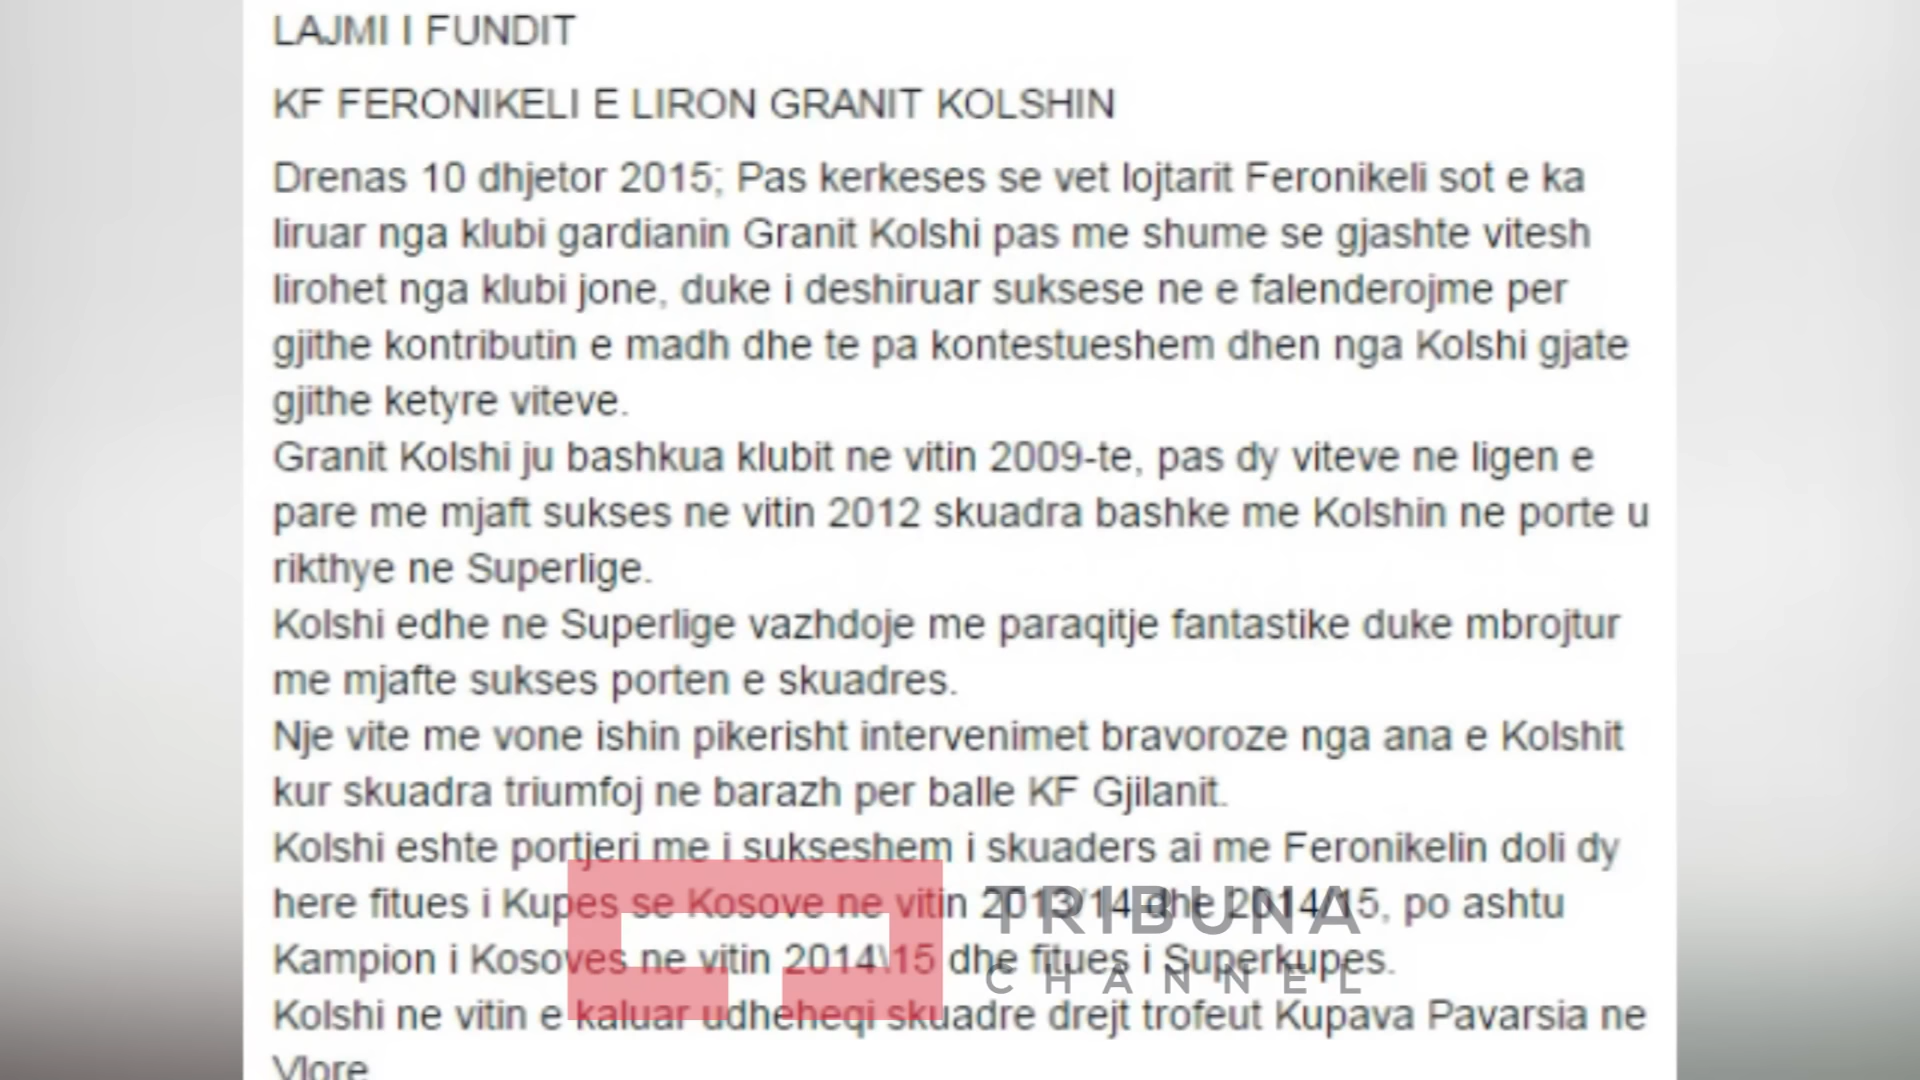 LAJMI I FUNDIT
KF FERONIKELI E LIRON GRANIT KOLSHIN
Drenas 10 dhjetor 2015; Pas kerkeses se vet lojtarit Feronikeli sot e ka
liruar nga klubi gardianin Granit Kolshi pas me shume se gjashte vitesh
lirohet nga klubi jone, duke i deshiruar suksese ne e falenderojme per
gjithe kontributin e madh dhe te pa kontestueshem dhen nga Kolshi gjate
gjithe ketyre viteve.
Granit Kolshi ju bashkua klubit ne vitin 2009-te, pas dy viteve ne ligen e
pare me mjaft sukses ne vitin 2012 skuadra bashke me Kolshin ne porte u
rikthye ne Superlige.
Kolshi edhe ne Superlige vazhdoje me paraqitje fantastike duke mbrojtur
me mjafte sukses porten e skuadres.
Nje vite me vone ishin pikerisht intervenimet bravoroze nga ana e Kolshit
kur skuadra triumfoj ne barazh per balle KF Gjilanit.
Kolshi eshte portjeri me i sukseshem i skuaders ai me Feronikelin doli dy
here fitues i Kupes se Kosove ne vitin 2013/14 dhe 2014/15, po ashtu
Kampion i Kosoves ne vitin 2014\15 dhe fitues i Superkupes.
Kolshi ne vitin e kaluar udheheqi skuadre drejt trofeut Kupava Pavarsia ne
Vlore
TRIBUNA
CHANNEL